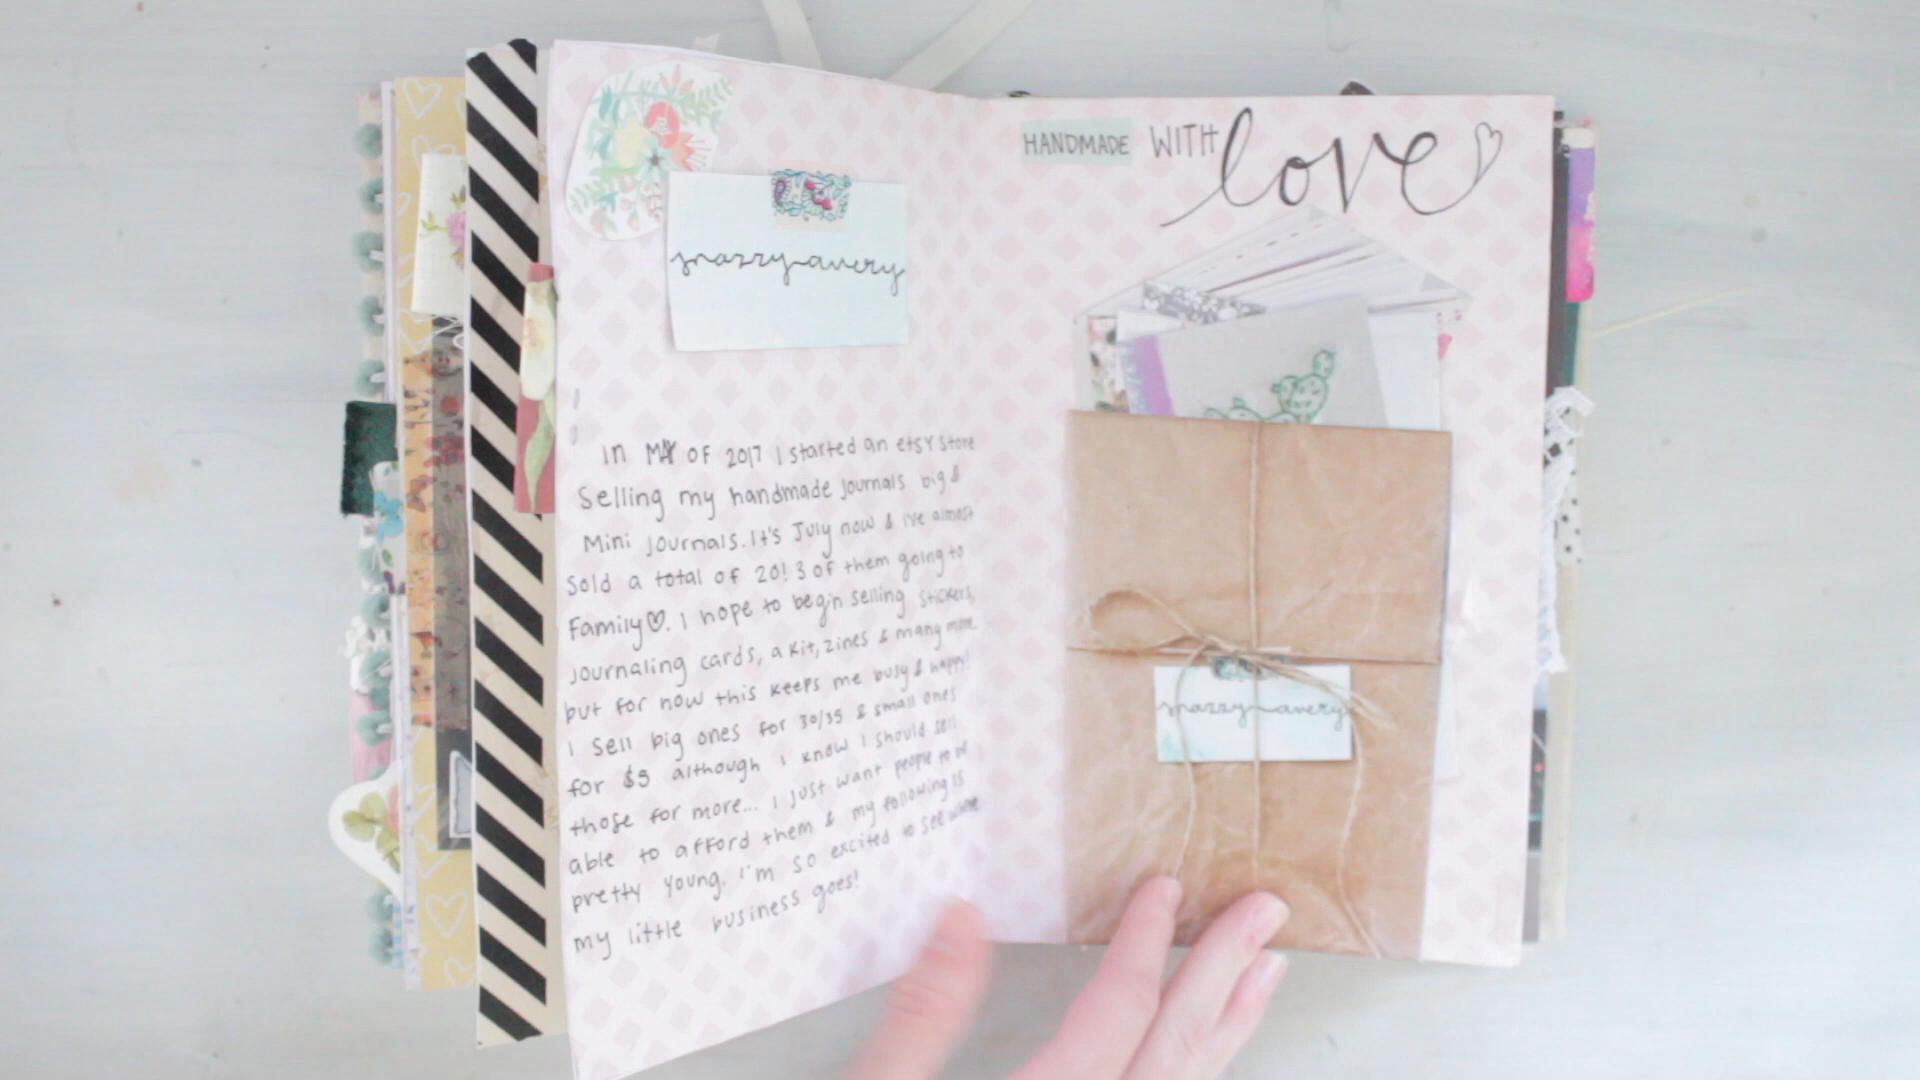 snazzyavery
In MAY OF 2017 I started an etsy store
Selling my handmade journals big &
Mini journals. It's July now & I've almost
sold a total of 20! 3 of them going to
Family♡. I hope to begin selling stickers,
journaling cards, a kit, zines & many more
but for now this keeps me busy & happy!
I sell big ones for 30/35 & small ones
for $5 although I know I should sell
those for more... I just want people to be
able to afford them & my following is
pretty young. I'm so excited to see where
my little business goes!
HANDMADE WITH love
snazzyavery